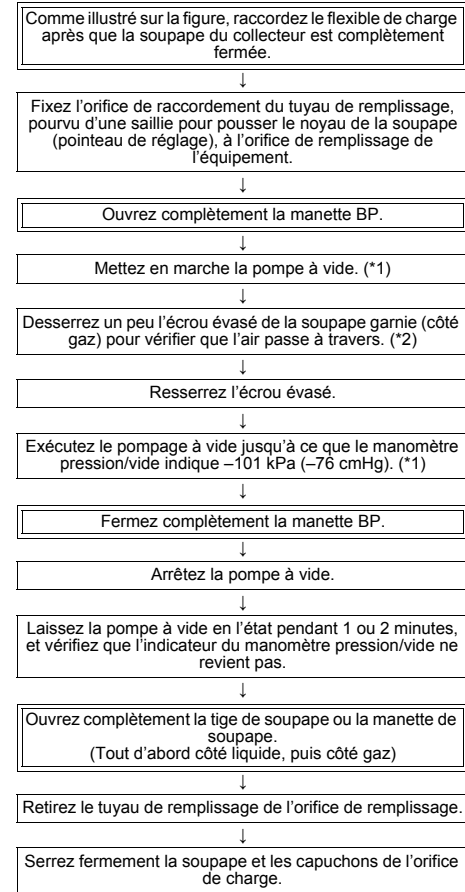 Comme illustré sur la figure, raccordez le flexible de charge
après que la soupape du collecteur est complètement
fermée.
↓
Fixez l'orifice de raccordement du tuyau de remplissage,
pourvu d'une saillie pour pousser le noyau de la soupape
(pointeau de réglage), à l'orifice de remplissage de
l'équipement.
↓
Ouvrez complètement la manette BP.
↓
Mettez en marche la pompe à vide. (*1)
↓
Desserrez un peu l'écrou évasé de la soupape garnie (côté
gaz) pour vérifier que l'air passe à travers. (*2)
↓
Resserrez l'écrou évasé.
↓
Exécutez le pompage à vide jusqu'à ce que le manomètre
pression/vide indique –101 kPa (–76 cmHg). (*1)
↓
Fermez complètement la manette BP.
↓
Arrêtez la pompe à vide.
↓
Laissez la pompe à vide en l'état pendant 1 ou 2 minutes,
et vérifiez que l'indicateur du manomètre pression/vide ne
revient pas.
↓
Ouvrez complètement la tige de soupape ou la manette de
soupape.
(Tout d'abord côté liquide, puis côté gaz)
↓
Retirez le tuyau de remplissage de l'orifice de remplissage.
↓
Serrez fermement la soupape et les capuchons de l'orifice
de charge.